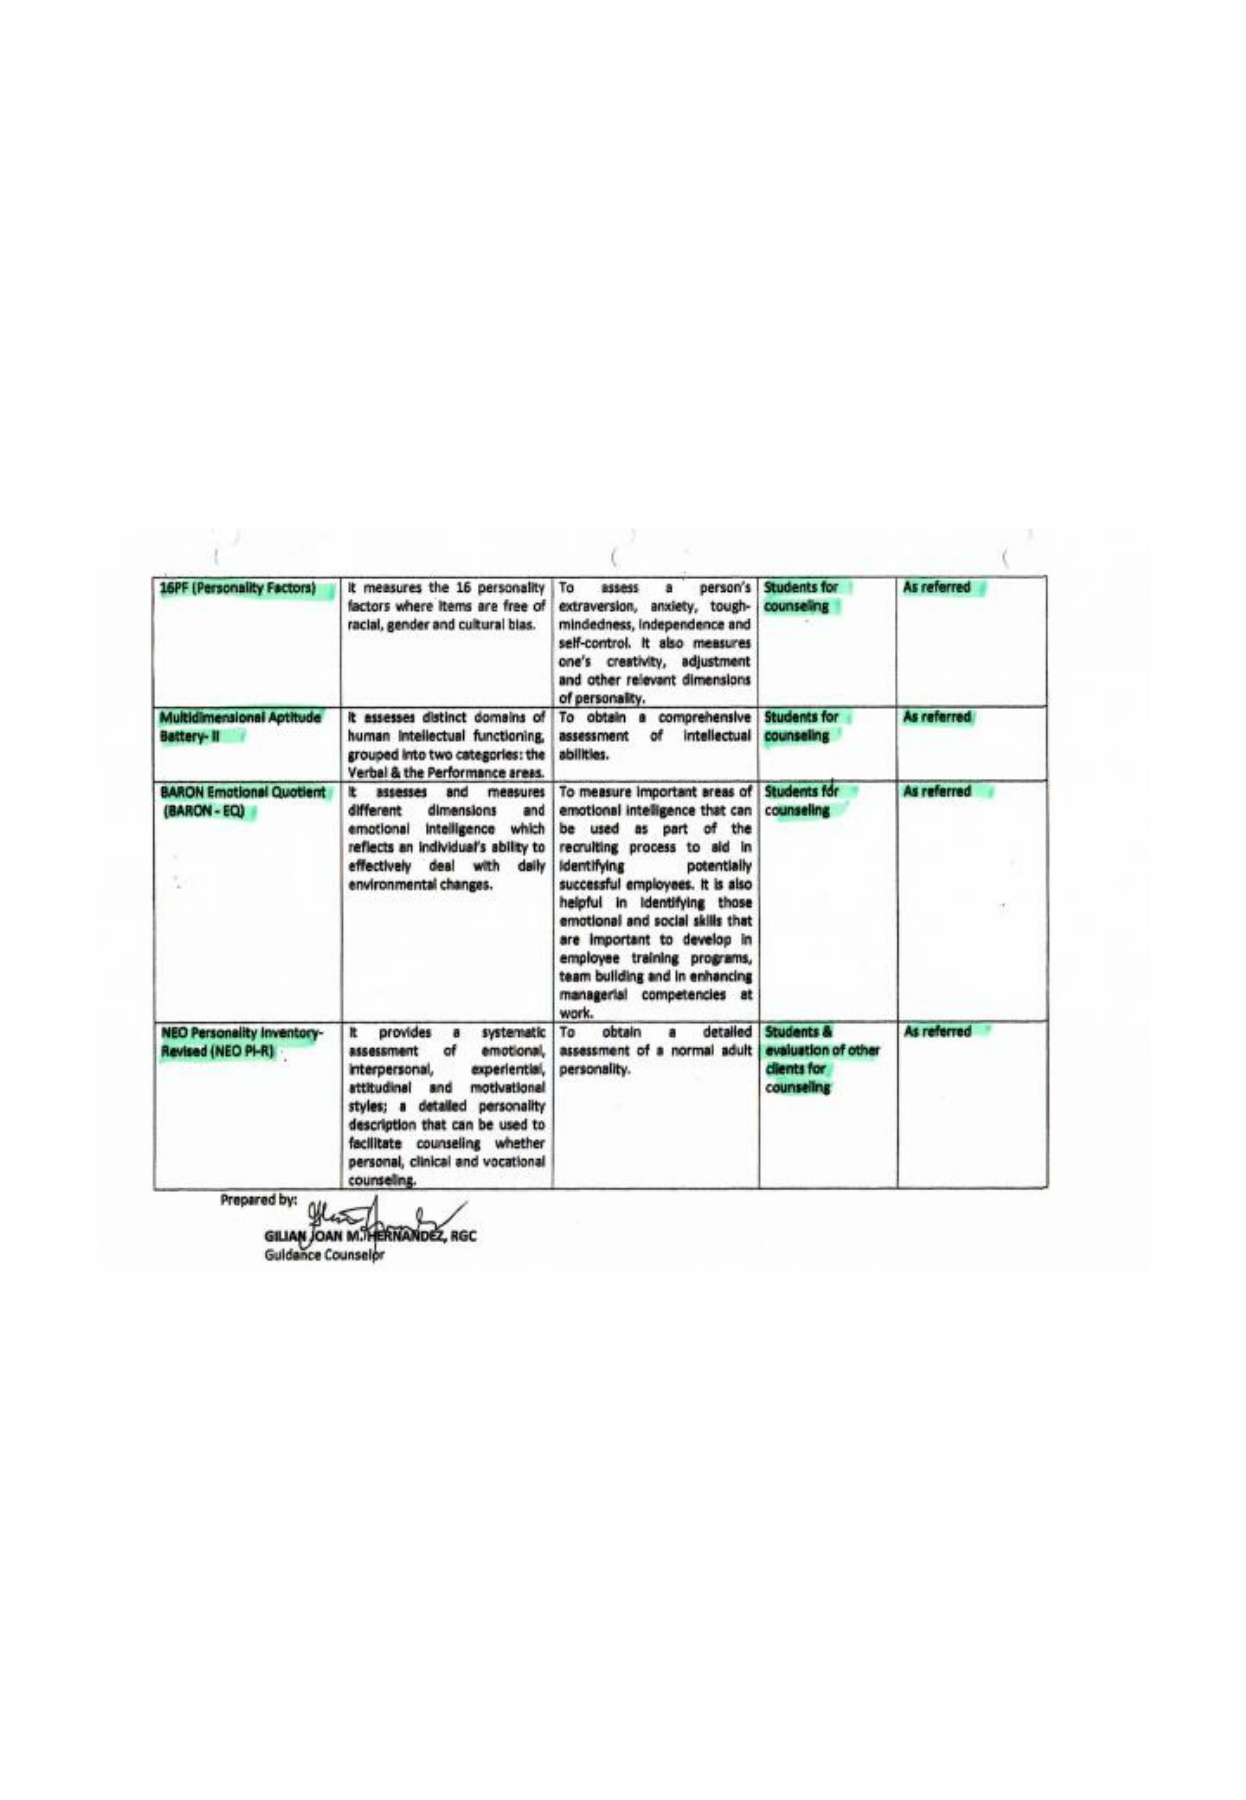 16PF (Personality Factors)
It measures the 16 personality
factors where items are free of
racial, gender and cultural bias.
To assess a person's
extraversion, anxiety, tough-
mindedness, independence and
self-control. It also measures
one's creativity, adjustment
and other relevant dimensions
of personality.
Students for
counseling
As referred
Multidimensional Aptitude
Battery- II
It assesses distinct domains of
human intellectual functioning,
grouped into two categories: the
Verbal & the Performance areas.
To obtain a comprehensive
assessment of intellectual
abilities.
Students for
counseling
As referred
BARON Emotional Quotient
(BARON - EQ)
It assesses and measures
different dimensions and
emotional intelligence which
reflects an individual's ability to
effectively deal with daily
environmental changes.
To measure important areas of
emotional intelligence that can
be used as part of the
recruiting process to aid in
identifying potentially
successful employees. It is also
helpful in identifying those
emotional and social skills that
are important to develop in
employee training programs,
team building and in enhancing
managerial competencies at
work.
Students for
counseling
As referred
NEO Personality Inventory-
Revised (NEO PI-R)
It provides a systematic
assessment of emotional,
interpersonal, experiential,
attitudinal and motivational
styles; a detailed personality
description that can be used to
facilitate counseling whether
personal, clinical and vocational
counseling.
To obtain a detailed
assessment of a normal adult
personality.
Students &
evaluation of other
clients for
counseling
As referred
Prepared by:
GILIAN JOAN M. HERNANDEZ, RGC
Guidance Counselor